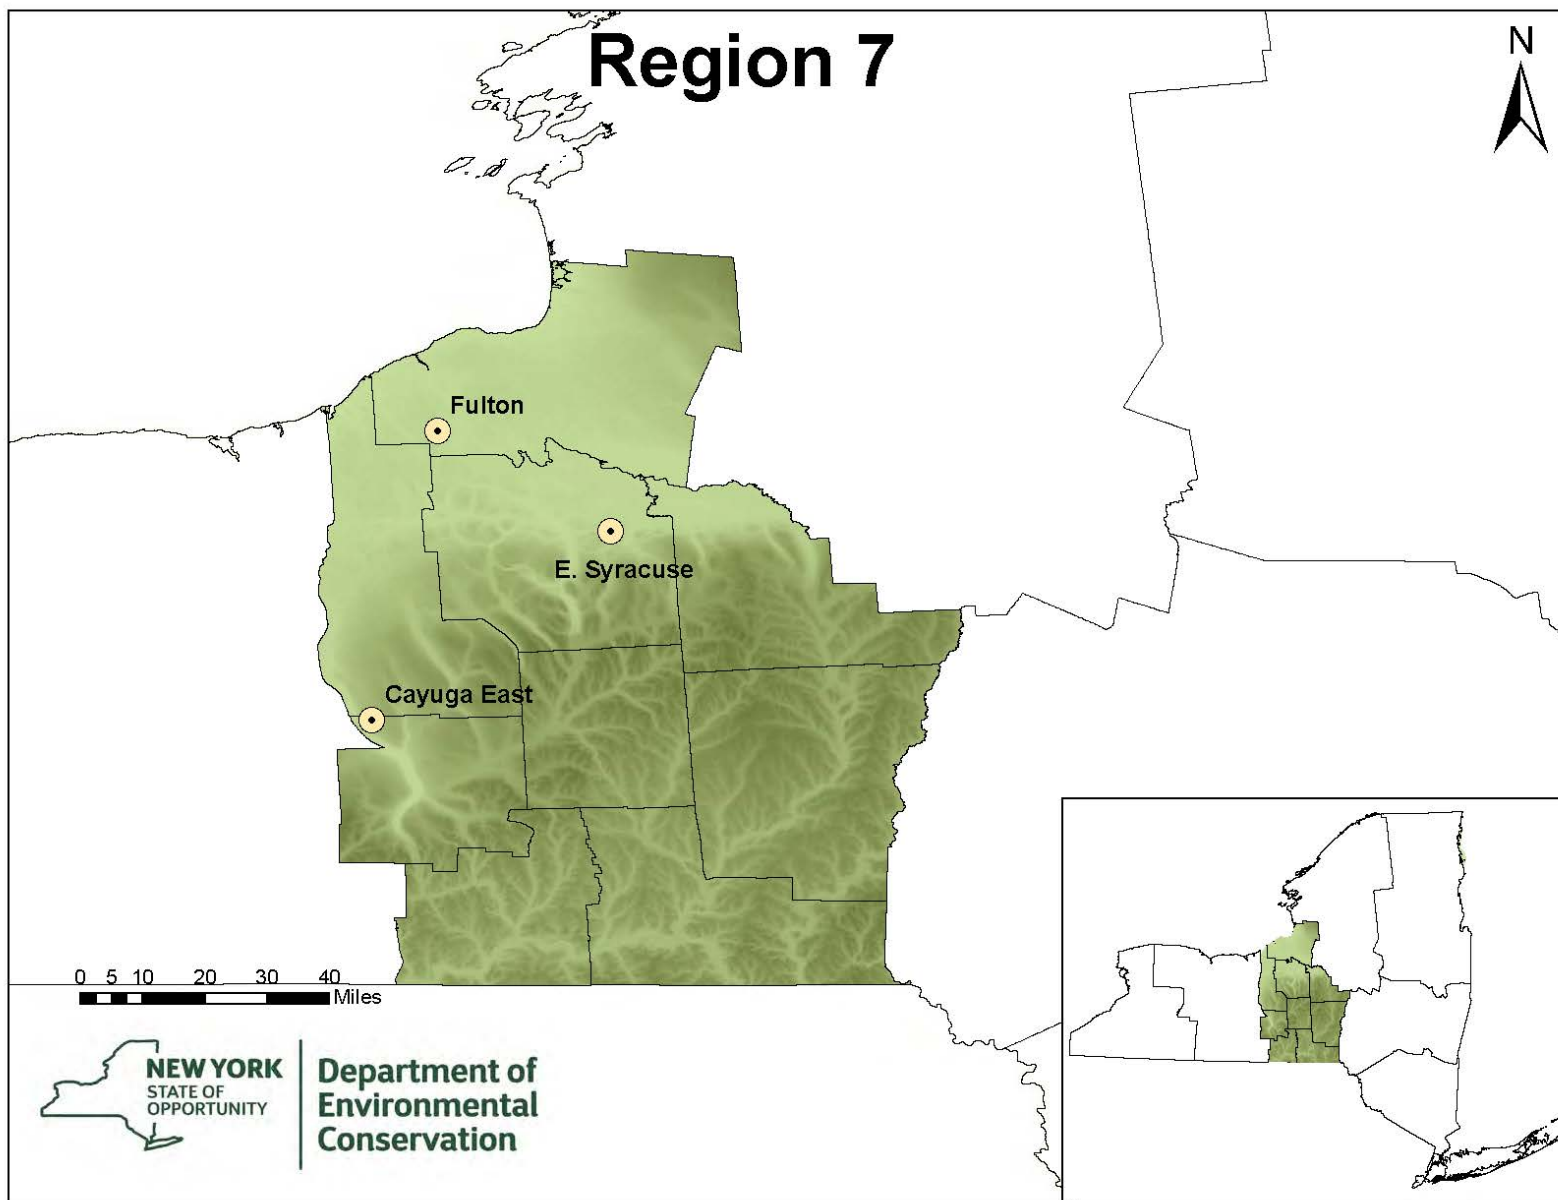 Region 7
N
Fulton
E. Syracuse
Cayuga East
0 5 10 20 30 40
Miles
NEW YORK
STATE OF
OPPORTUNITY
Department of
Environmental
Conservation